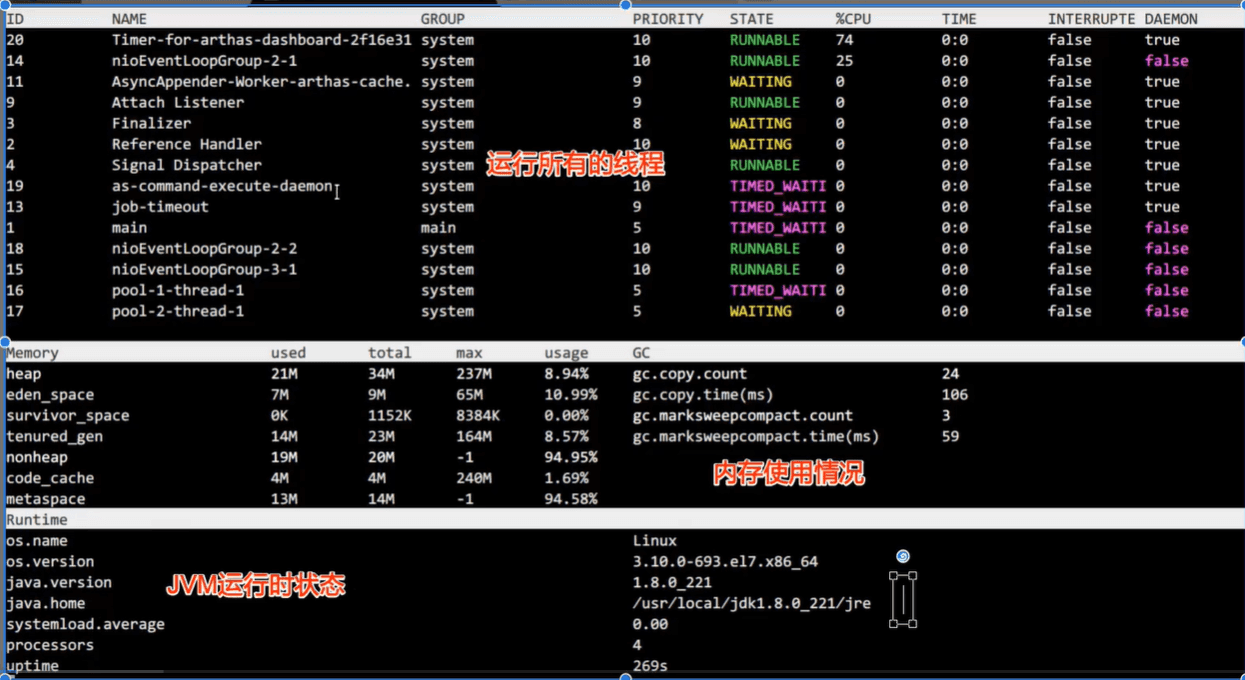 ID NAME GROUP PRIORITY STATE %CPU TIME INTERRUPTE DAEMON
20 Timer-for-arthas-dashboard-2f16e31 system 10 RUNNABLE 74 0:0 false true
14 nioEventLoopGroup-2-1 system 10 RUNNABLE 25 0:0 false false
11 AsyncAppender-Worker-arthas-cache. system 9 WAITING 0 0:0 false true
9 Attach Listener system 9 RUNNABLE 0 0:0 false true
3 Finalizer system 8 WAITING 0 0:0 false true
2 Reference Handler system 10 WAITING 0 0:0 false true
4 Signal Dispatcher system 9 RUNNABLE 0 0:0 false true
运行所有的线程
19 as-command-execute-daemon system 10 TIMED_WAITI 0 0:0 false true
13 job-timeout system 9 TIMED_WAITI 0 0:0 false true
1 main main 5 TIMED_WAITI 0 0:0 false false
18 nioEventLoopGroup-2-2 system 10 RUNNABLE 0 0:0 false false
15 nioEventLoopGroup-3-1 system 10 RUNNABLE 0 0:0 false false
16 pool-1-thread-1 system 5 TIMED_WAITI 0 0:0 false false
17 pool-2-thread-1 system 5 WAITING 0 0:0 false false
Memory used total max usage GC
heap 21M 34M 237M 8.94% gc.copy.count 24
eden_space 7M 9M 65M 10.99% gc.copy.time(ms) 106
survivor_space 0K 1152K 8384K 0.00% gc.marksweepcompact.count 3
tenured_gen 14M 23M 164M 8.57% gc.marksweepcompact.time(ms) 59
nonheap 19M 20M -1 94.95%
code_cache 4M 4M 240M 1.69%
内存使用情况
metaspace 13M 14M -1 94.58%
Runtime
os.name Linux
os.version 3.10.0-693.el7.x86_64
java.version 1.8.0_221
JVM运行时状态
java.home /usr/local/jdk1.8.0_221/jre
systemload.average 0.00
processors 4
uptime 269s